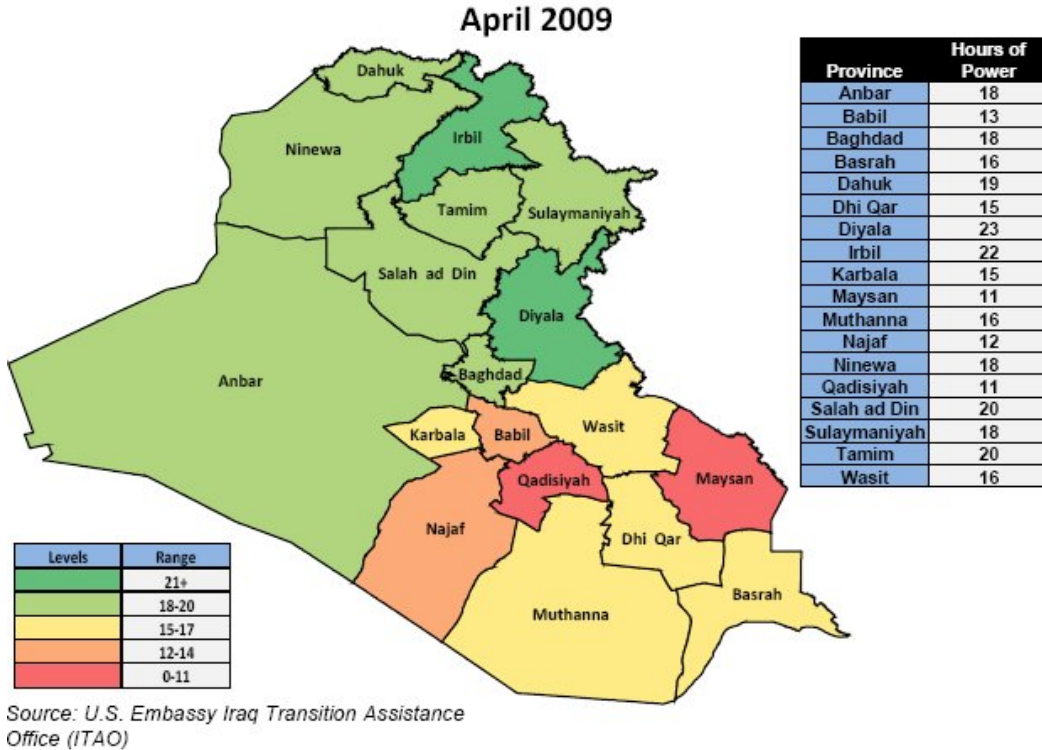 April 2009
Province Hours of Power
Anbar 18
Babil 13
Baghdad 18
Basrah 16
Dahuk 19
Dhi Qar 15
Diyala 23
Irbil 22
Karbala 15
Maysan 11
Muthanna 16
Najaf 12
Ninewa 18
Qadisiyah 11
Salah ad Din 20
Sulaymaniyah 18
Tamim 20
Wasit 16
Dahuk
Irbil
Ninewa
Tamim
Sulaymaniyah
Salah ad Din
Diyala
Anbar
Baghdad
Karbala
Babil
Wasit
Qadisiyah
Maysan
Najaf
Dhi Qar
Basrah
Muthanna
Levels Range
21+
18-20
15-17
12-14
0-11
Source: U.S. Embassy Iraq Transition Assistance
Office (ITAO)